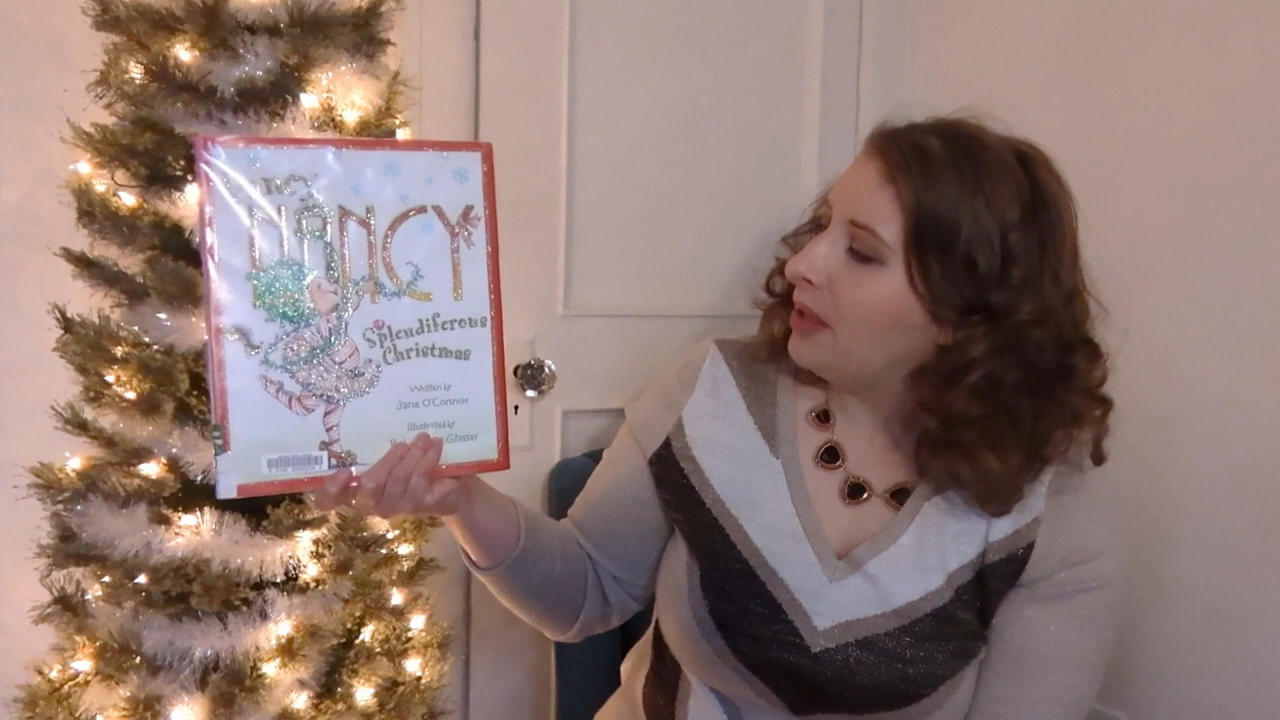 NANCY
Splendiferous
Christmas
Written by
Jane O'Connor
Illustrated by
Glasser